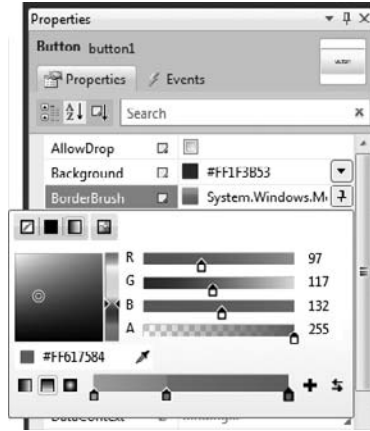 Properties
Button button1
Properties Events
Search
AllowDrop
Background #FF1F3B53
BorderBrush System.Windows.M
R 97
G 117
B 132
A 255
#FF617584
DataContext